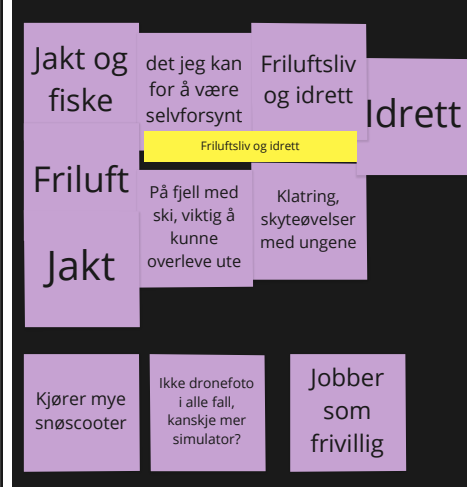 Jakt og
fiske
det jeg kan
for å være
selvforsynt
Friluftsliv
og idrett
Idrett
Friluftsliv og idrett
Friluft
På fjell med
ski, viktig å
kunne
overleve ute
Klatring,
skyteøvelser
med ungene
Jakt
Kjører mye
snøscooter
Ikke dronefoto
i alle fall,
kanskje mer
simulator?
Jobber
som
frivillig